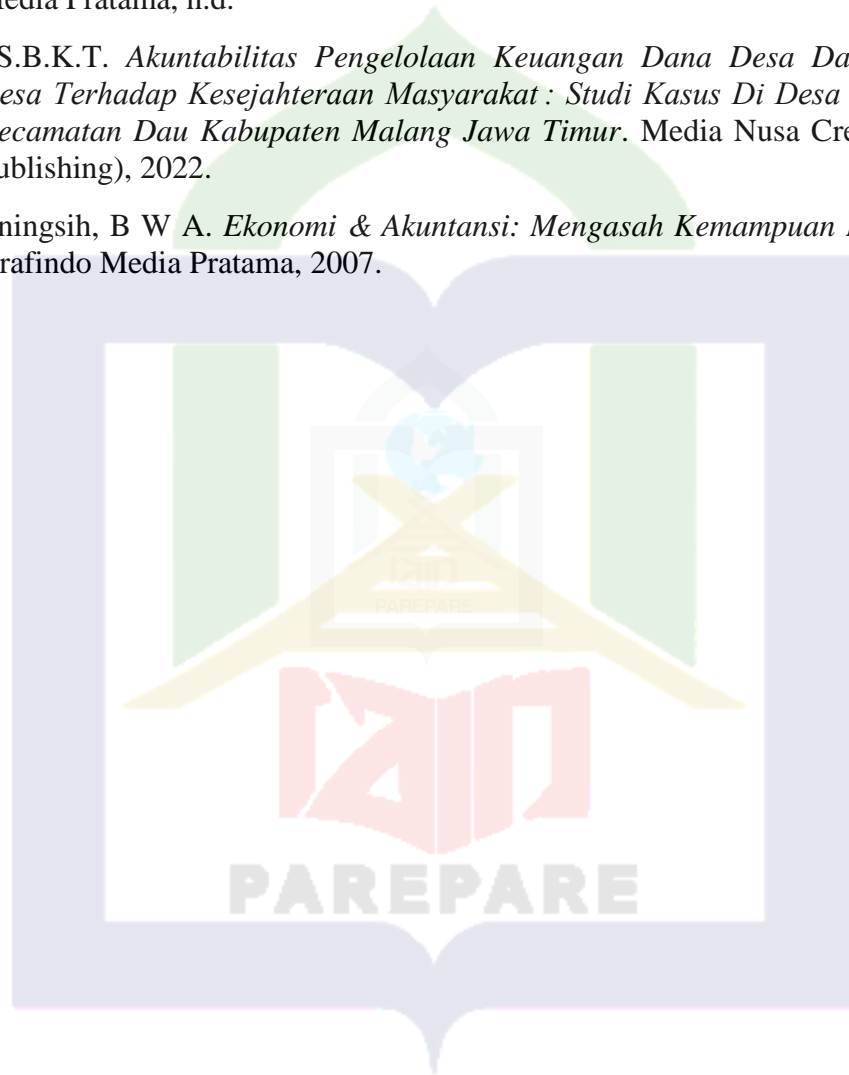 edia Pratama, n.d.
S.B.K.T. Akuntabilitas Pengelolaan Keuangan Dana Desa Da
esa Terhadap Kesejahteraan Masyarakat : Studi Kasus Di Desa
ecamatan Dau Kabupaten Malang Jawa Timur. Media Nusa Cre
ublishing), 2022.
ningsih, B W A. Ekonomi & Akuntansi: Mengasah Kemampuan
rafindo Media Pratama, 2007.
iain
PAREPARE
iain
PAREPARE